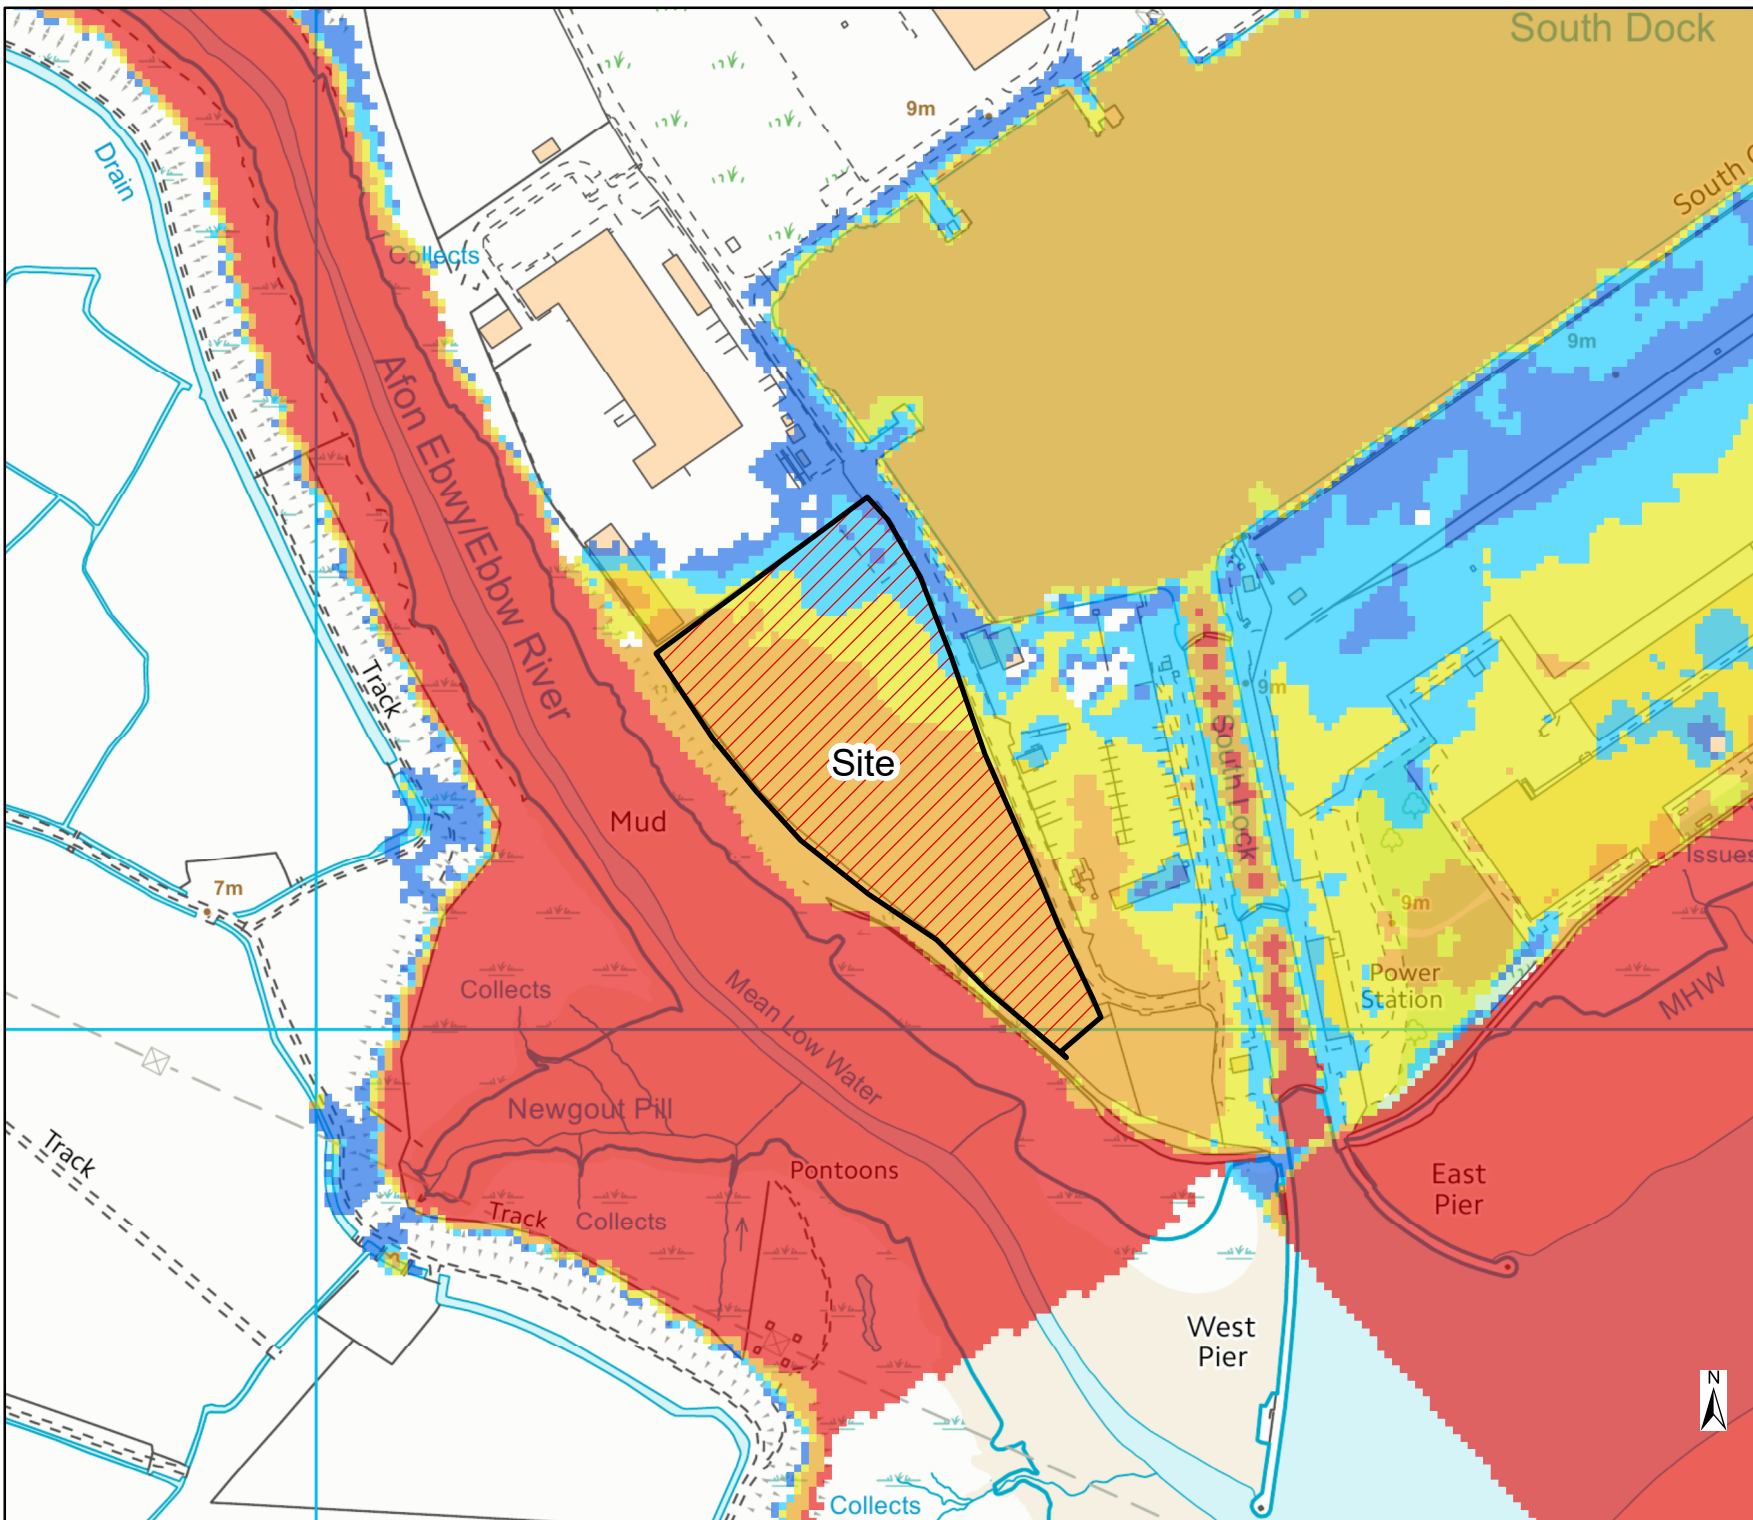 South Dock
9m
Drain
South
Collects
9m
Afon Ebwy/Ebbw River
Track
9m
Site
South Lock
Mud
Issues
7m
9m
Power
Station
Collects
Mean Low Water
MHW
Newgout Pill
Track
Pontoons
East
Pier
Track
Collects
West
Pier
N
Collects